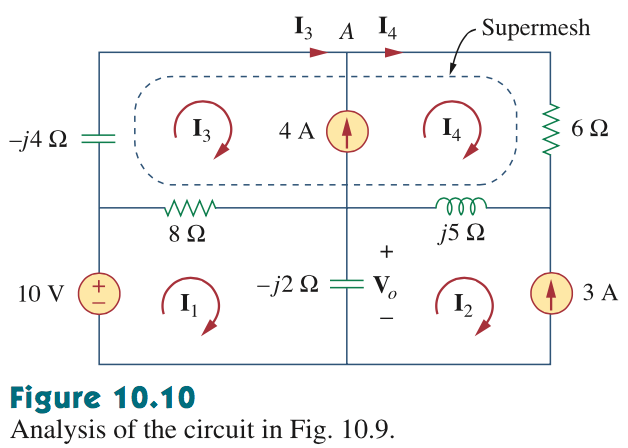 I₃ A I₄ Supermesh
−j4 Ω I₃ 4 A I₄ 6 Ω
8 Ω j5 Ω
10 V + − I₁ −j2 Ω + Vₒ − I₂ 3 A
Figure 10.10
Analysis of the circuit in Fig. 10.9.